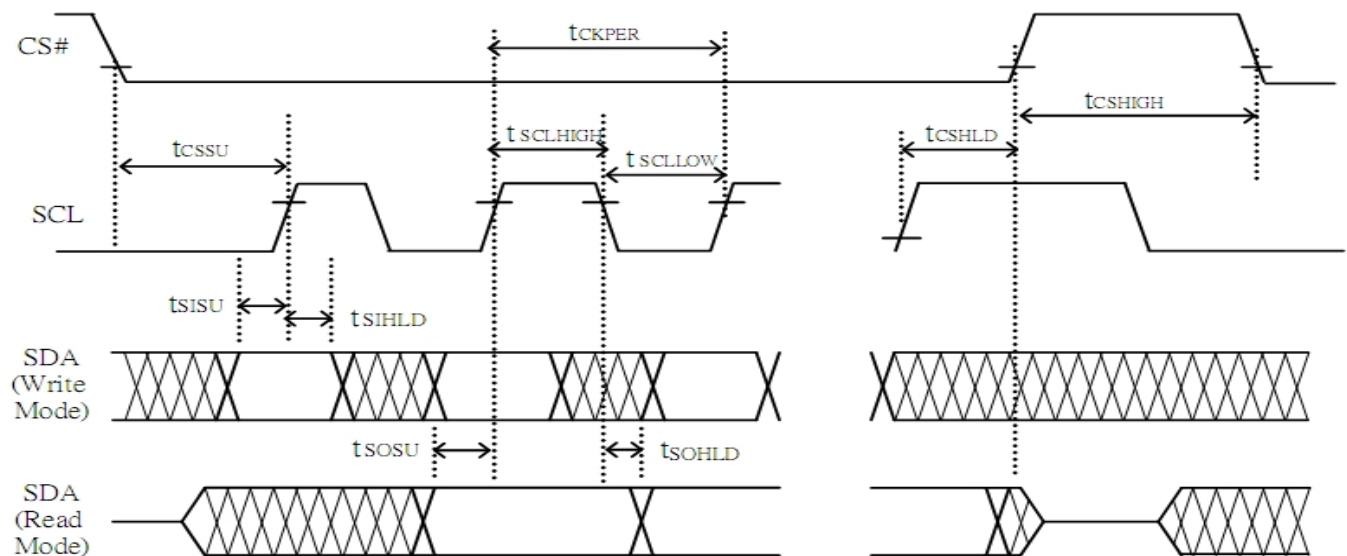 CS#
tCKPER
tCSHIGH
tCSSU
tSCLHIGH
tSCLLOW
tCSHLD
SCL
tSISU
tSIHLD
SDA
(Write
Mode)
tSOSU
tSOHLD
SDA
(Read
Mode)